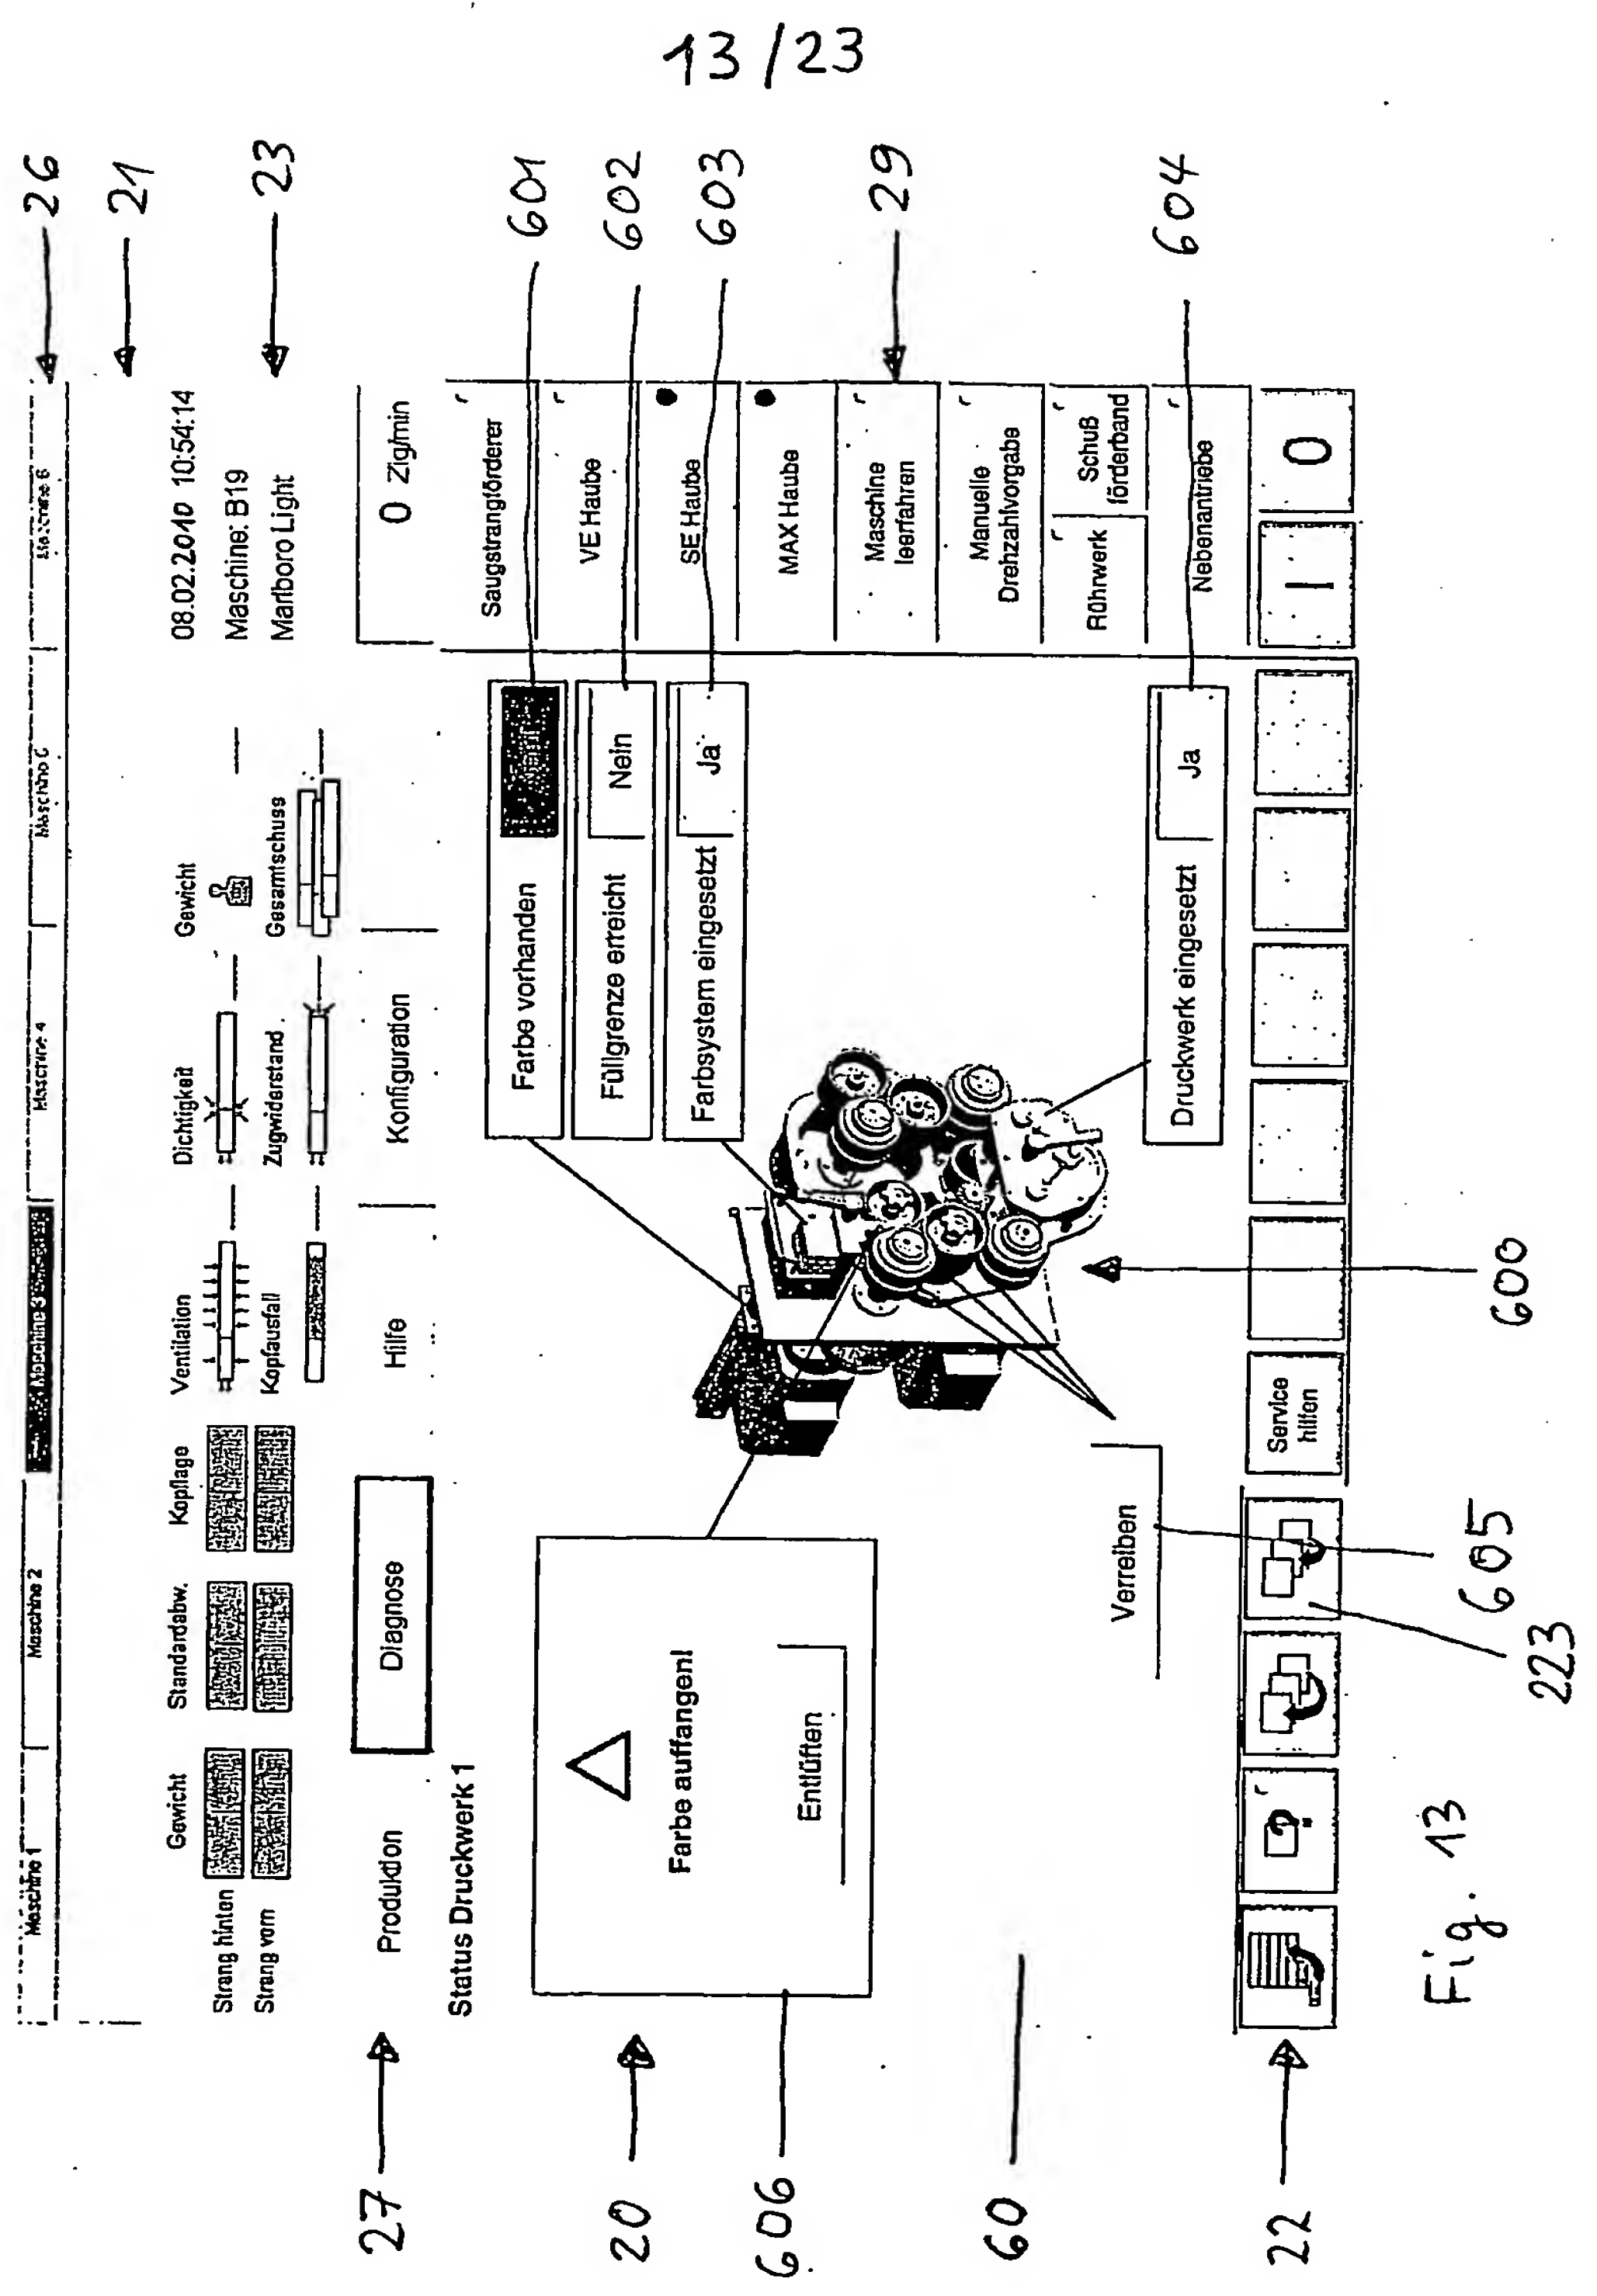 13/23
26
21
23
601
602
603
29
604
Maschine 1
Maschine 2
Maschine 3
Maschine 4
Maschine C
Gewicht
Standardabw.
Kopflage
Ventilation
Dichtigkeit
Gewicht
08.02.2010 10:54:14
Strang hinten
Maschine: B19
Strang vorn
Kopfausfall
Zugwiderstand
Gesamtschuss
Marlboro Light
27
Produktion
Diagnose
Hilfe
Konfiguration
0 Zig/min
Status Druckwerk 1
Saugstrangförderer
VE Haube
SE Haube
MAX Haube
Maschine
leerfahren
Manuelle
Drehzahlvorgabe
Rührwerk
Schuß
förderband
Nebenantriebe
Farbe vorhanden
Füllgrenze erreicht
Nein
Farbsystem eingesetzt
Ja
Druckwerk eingesetzt
Ja
20
Farbe auffangen!
Entlüften
606
Verreiben
60
600
22
?
Service
hilfen
I
0
605
223
Fig. 13